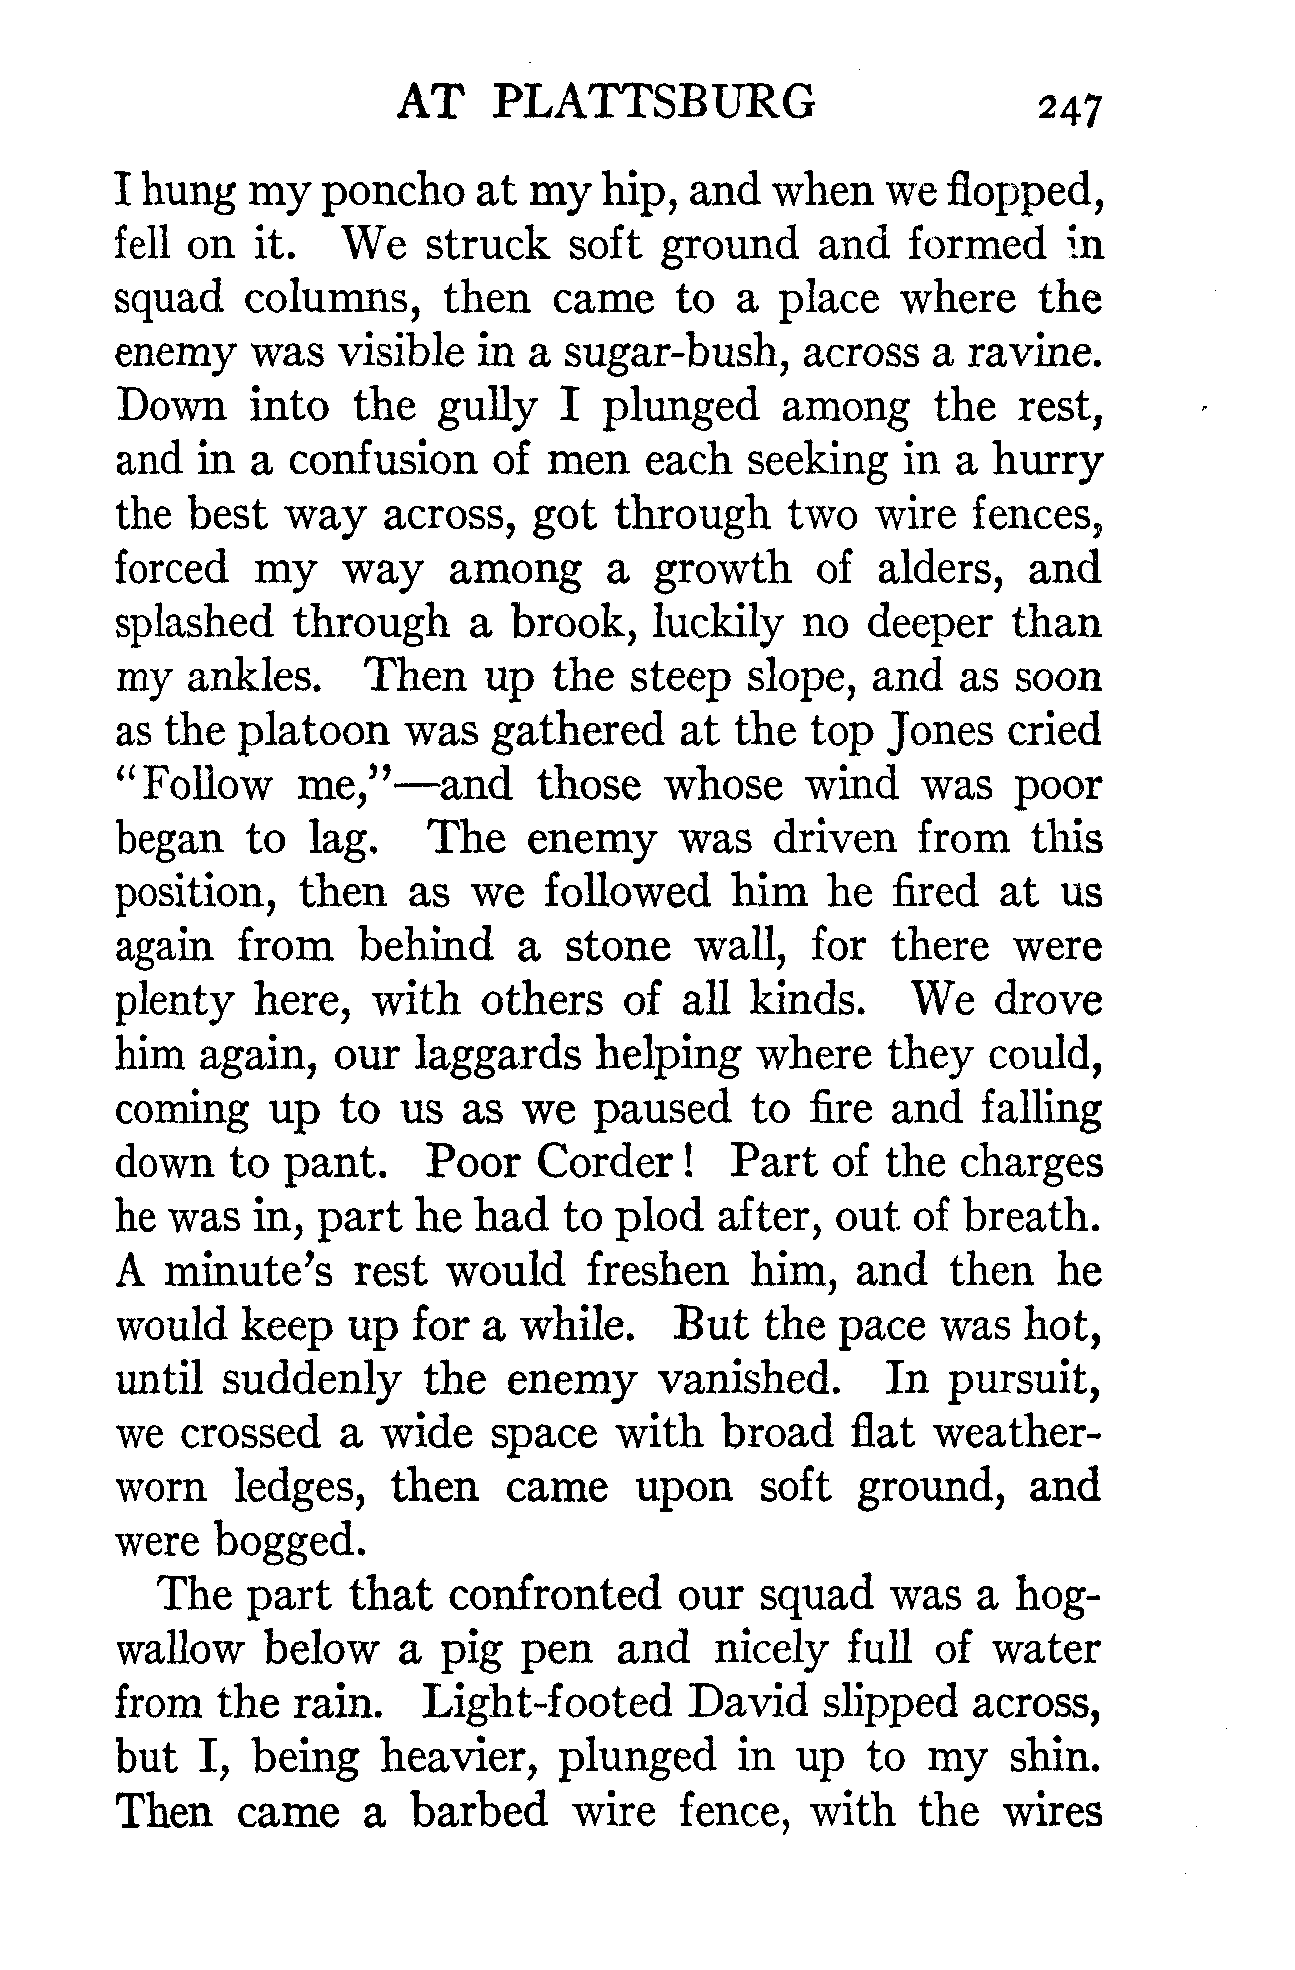 AT PLATTSBURG 247
I hung my poncho at my hip, and when we flopped,
fell on it. We struck soft ground and formed in
squad columns, then came to a place where the
enemy was visible in a sugar-bush, across a ravine.
Down into the gully I plunged among the rest,
and in a confusion of men each seeking in a hurry
the best way across, got through two wire fences,
forced my way among a growth of alders, and
splashed through a brook, luckily no deeper than
my ankles. Then up the steep slope, and as soon
as the platoon was gathered at the top Jones cried
“Follow me,”—and those whose wind was poor
began to lag. The enemy was driven from this
position, then as we followed him he fired at us
again from behind a stone wall, for there were
plenty here, with others of all kinds. We drove
him again, our laggards helping where they could,
coming up to us as we paused to fire and falling
down to pant. Poor Corder! Part of the charges
he was in, part he had to plod after, out of breath.
A minute’s rest would freshen him, and then he
would keep up for a while. But the pace was hot,
until suddenly the enemy vanished. In pursuit,
we crossed a wide space with broad flat weather-
worn ledges, then came upon soft ground, and
were bogged.
The part that confronted our squad was a hog-
wallow below a pig pen and nicely full of water
from the rain. Light-footed David slipped across,
but I, being heavier, plunged in up to my shin.
Then came a barbed wire fence, with the wires